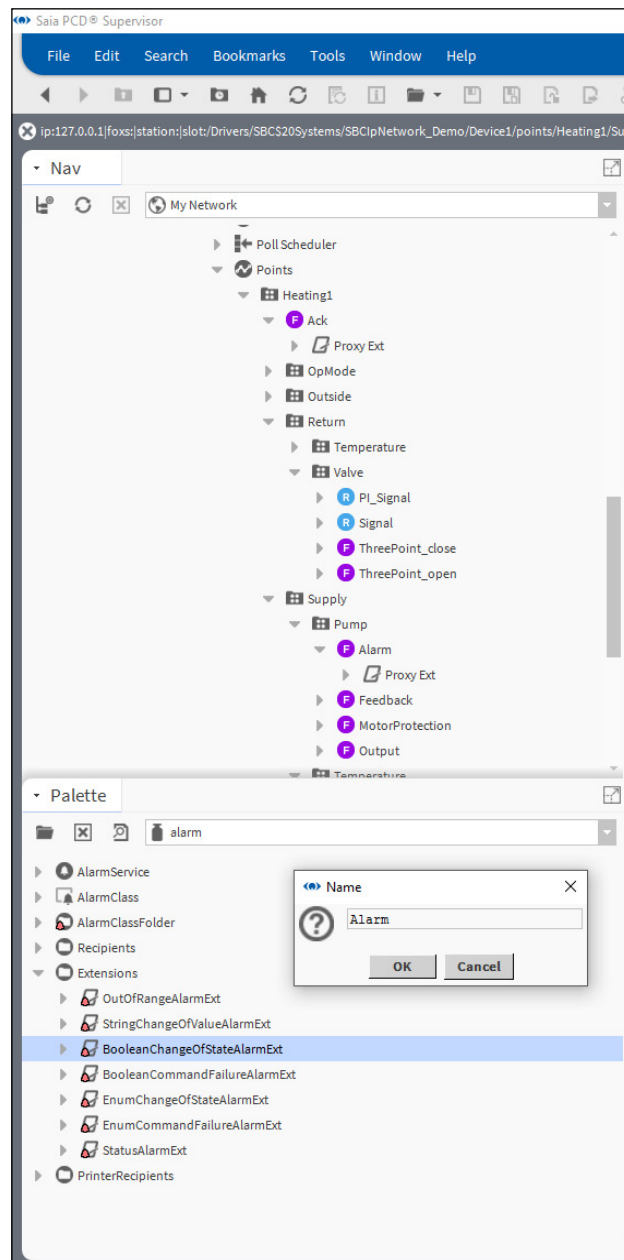 Saia PCD® Supervisor
File Edit Search Bookmarks Tools Window Help
ip:127.0.0.1|foxs:|station:|slot:/Drivers/SBC$20Systems/SBCIpNetwork_Demo/Device1/points/Heating1/Su
Nav
My Network
Poll Scheduler
Points
Heating1
F Ack
Proxy Ext
OpMode
Outside
Return
Temperature
Valve
R PI_Signal
R Signal
F ThreePoint_close
F ThreePoint_open
Supply
Pump
F Alarm
Proxy Ext
F Feedback
F MotorProtection
F Output
Temperature
Palette
alarm
AlarmService
AlarmClass
AlarmClassFolder
Recipients
Extensions
OutOfRangeAlarmExt
StringChangeOfValueAlarmExt
BooleanChangeOfStateAlarmExt
BooleanCommandFailureAlarmExt
EnumChangeOfStateAlarmExt
EnumCommandFailureAlarmExt
StatusAlarmExt
PrinterRecipients
Name
Alarm
OK Cancel